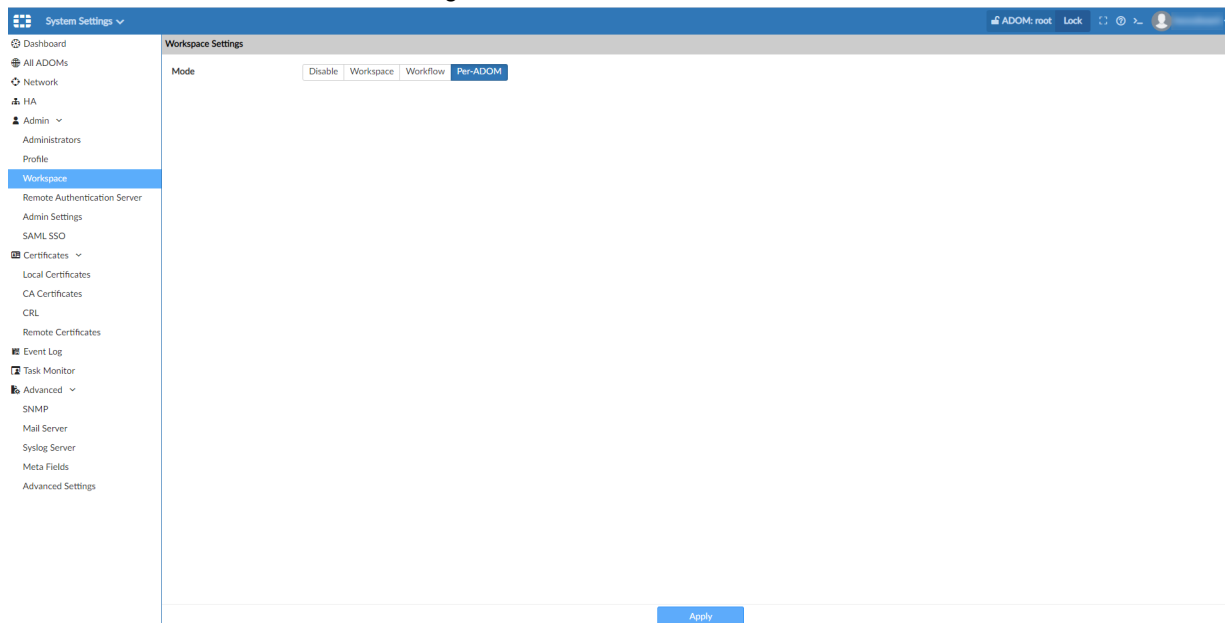 System Settings
ADOM: root Lock
Dashboard
All ADOMs
Network
HA
Admin
Administrators
Profile
Workspace
Remote Authentication Server
Admin Settings
SAML SSO
Certificates
Local Certificates
CA Certificates
CRL
Remote Certificates
Event Log
Task Monitor
Advanced
SNMP
Mail Server
Syslog Server
Meta Fields
Advanced Settings
Workspace Settings
Mode Disable Workspace Workflow Per-ADOM
Apply